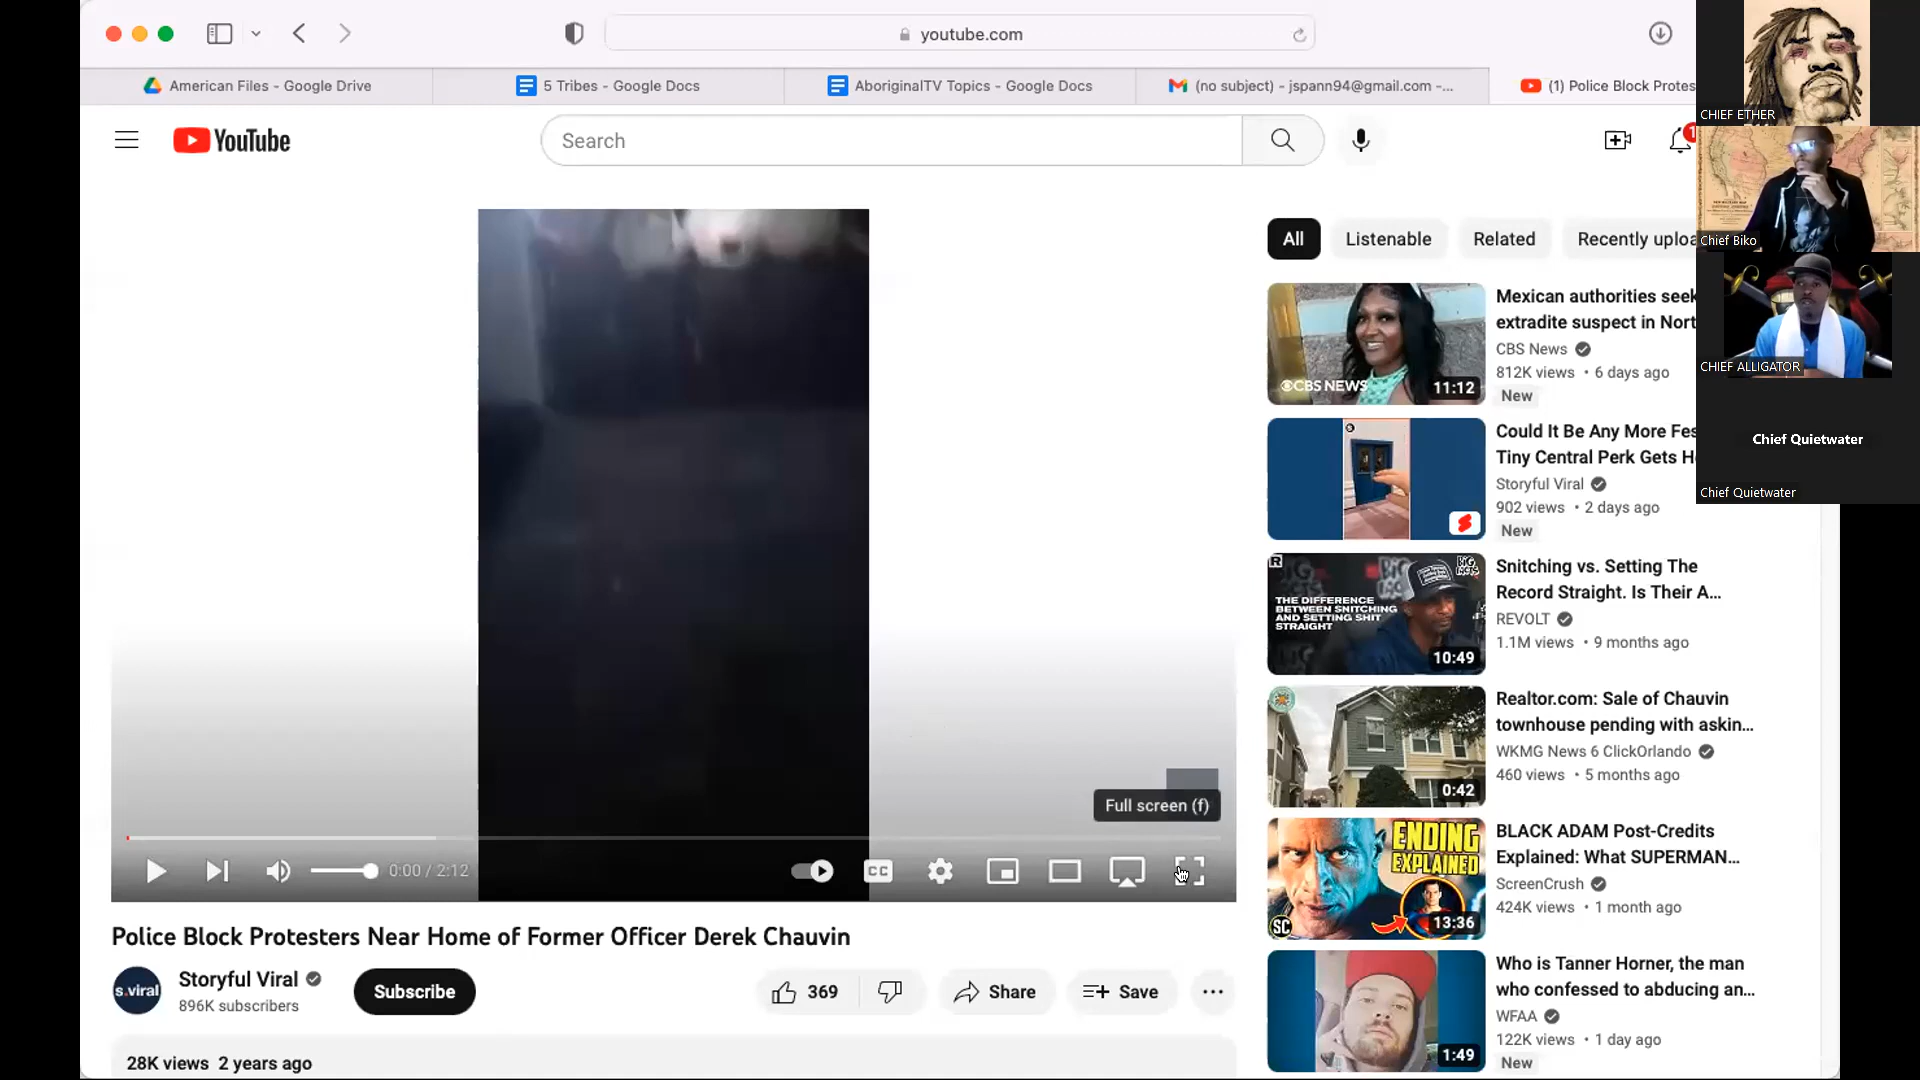 youtube.com
American Files - Google Drive
5 Tribes - Google Docs
AboriginalTV Topics - Google Docs
(no subject) - jspann94@gmail.com -...
(1) Police Block Protes
YouTube
Search
1
CHIEF ETHER
Chief Biko
CHIEF ALLIGATOR
Chief Quietwater
Chief Quietwater
All
Listenable
Related
Recently uploa
Full screen (f)
0:00 / 2:12
CC
Police Block Protesters Near Home of Former Officer Derek Chauvin
s.viral
Storyful Viral
896K subscribers
Subscribe
369
Share
Save
28K views 2 years ago
CBS NEWS
11:12
Mexican authorities seek
extradite suspect in Nort
CBS News
812K views • 6 days ago
New
Could It Be Any More Fes
Tiny Central Perk Gets H
Storyful Viral
902 views • 2 days ago
New
R
BIG FACTS
THE DIFFERENCE
BETWEEN SNITCHING
AND SETTING SHIT
STRAIGHT
10:49
Snitching vs. Setting The
Record Straight. Is Their A...
REVOLT
1.1M views • 9 months ago
0:42
Realtor.com: Sale of Chauvin
townhouse pending with askin...
WKMG News 6 ClickOrlando
460 views • 5 months ago
ENDING
EXPLAINED
SC
13:36
BLACK ADAM Post-Credits
Explained: What SUPERMAN...
ScreenCrush
424K views • 1 month ago
1:49
Who is Tanner Horner, the man
who confessed to abducing an...
WFAA
122K views • 1 day ago
New